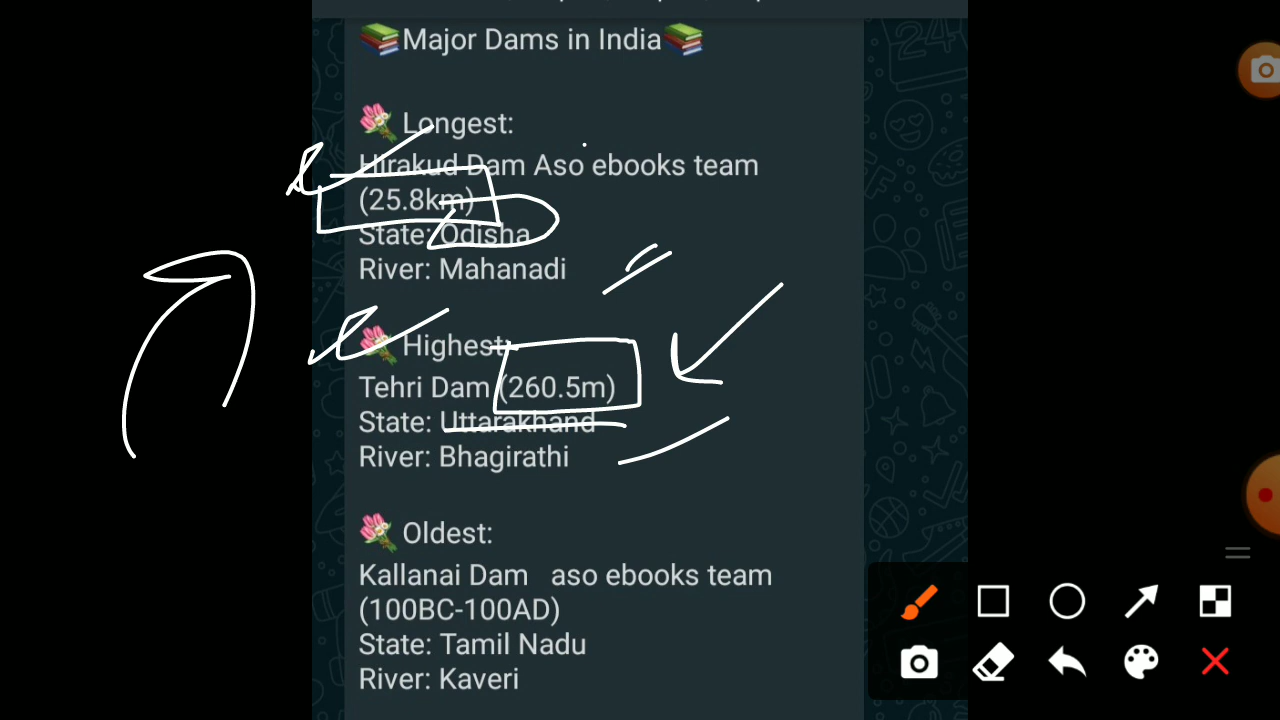 Major Dams in India
Longest:
Hirakud Dam Aso ebooks team
(25.8km)
State: Odisha
River: Mahanadi
Highest:
Tehri Dam (260.5m)
State: Uttarakhand
River: Bhagirathi
Oldest:
Kallanai Dam aso ebooks team
(100BC-100AD)
State: Tamil Nadu
River: Kaveri